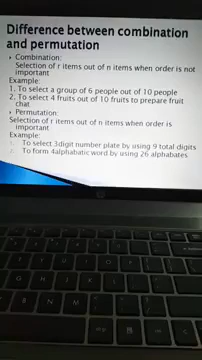 Difference between combination
and permutation
Combination:
Selection of r items out of n items when order is not
important
Example:
1. To select a group of 6 people out of 10 people
2. To select 4 fruits out of 10 fruits to prepare fruit
chat
Permutation:
Selection of r items out of n items when order is
important
Example:
To select 3digit number plate by using 9 total digits
To form 4alphabatic word by using 26 alphabates